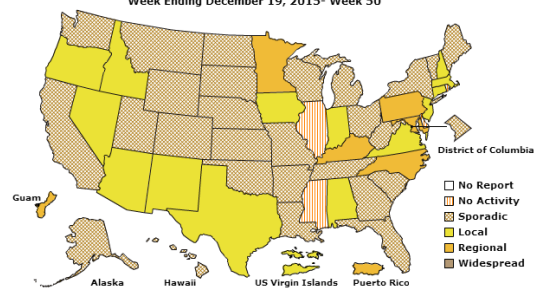 Week Ending December 19, 2015- Week 50
District of Columbia
Guam
No Report
No Activity
Sporadic
Local
Regional
Widespread
Alaska
Hawaii
US Virgin Islands
Puerto Rico